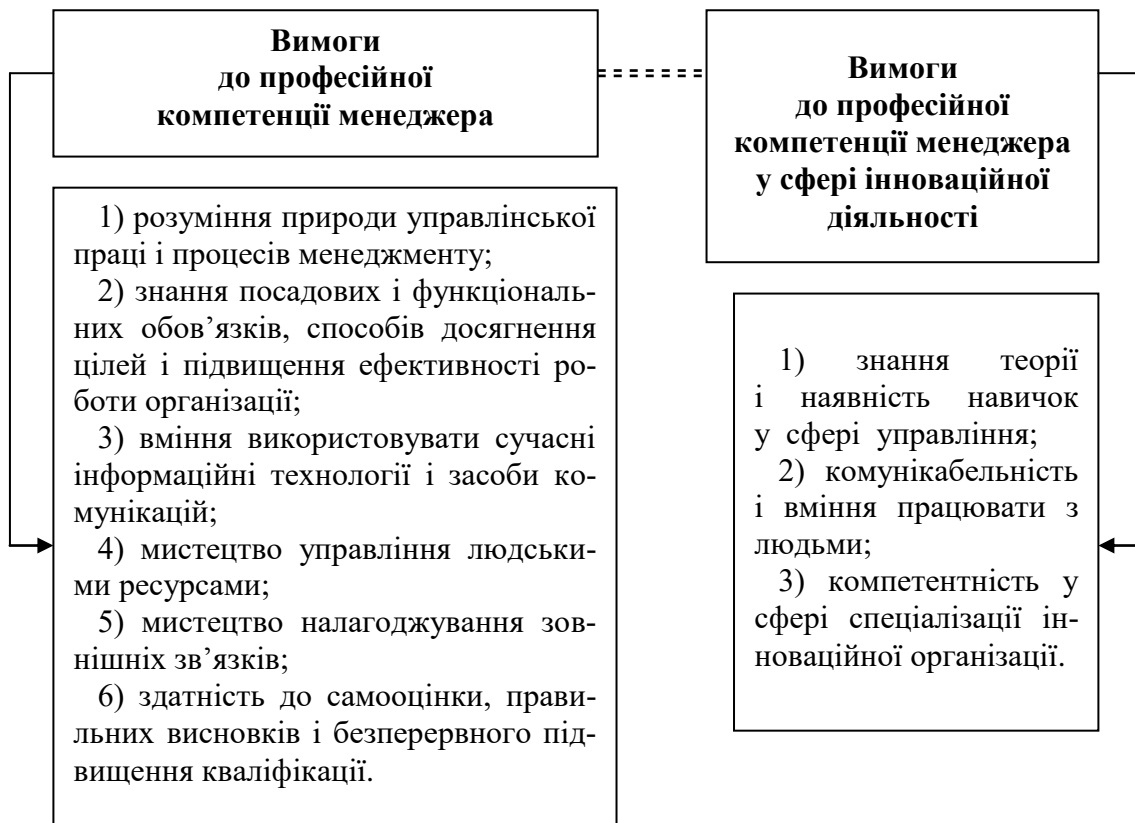 Вимоги
до професійної
компетенції менеджера
1) розуміння природи управлінської
праці і процесів менеджменту;
2) знання посадових і функціональ-
них обов’язків, способів досягнення
цілей і підвищення ефективності ро-
боти організації;
3) вміння використовувати сучасні
інформаційні технології і засоби ко-
мунікацій;
4) мистецтво управління людськи-
ми ресурсами;
5) мистецтво налагоджування зов-
нішніх зв’язків;
6) здатність до самооцінки, прави-
льних висновків і безперервного під-
вищення кваліфікації.
Вимоги
до професійної
компетенції менеджера
у сфері інноваційної
діяльності
1) знання теорії
і наявність навичок
у сфері управління;
2) комунікабельність
і вміння працювати з
людьми;
3) компетентність у
сфері спеціалізації ін-
новаційної організації.